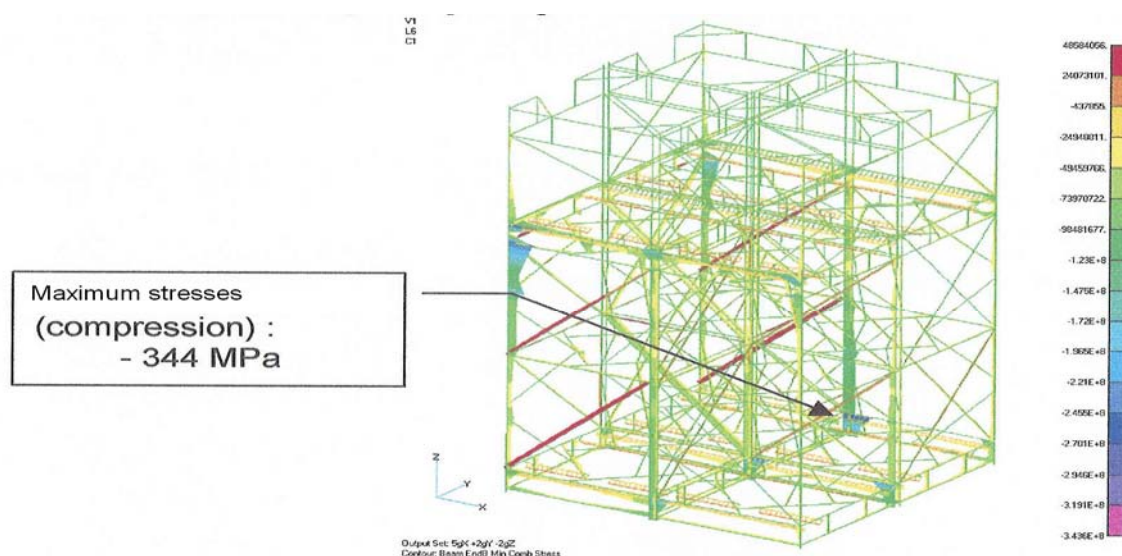 V1
L6
C1
Maximum stresses
(compression) :
- 344 MPa
Z
Y
X
48584056.
24073101.
-437855.
-24948811.
-49459766.
-73970722.
-98481677.
-1.23E+8
-1.475E+8
-1.72E+8
-1.965E+8
-2.21E+8
-2.455E+8
-2.701E+8
-2.946E+8
-3.191E+8
-3.436E+8
Output Set: 5gX +2gY -2gZ
Contour: Beam EndB Min Comb Stress